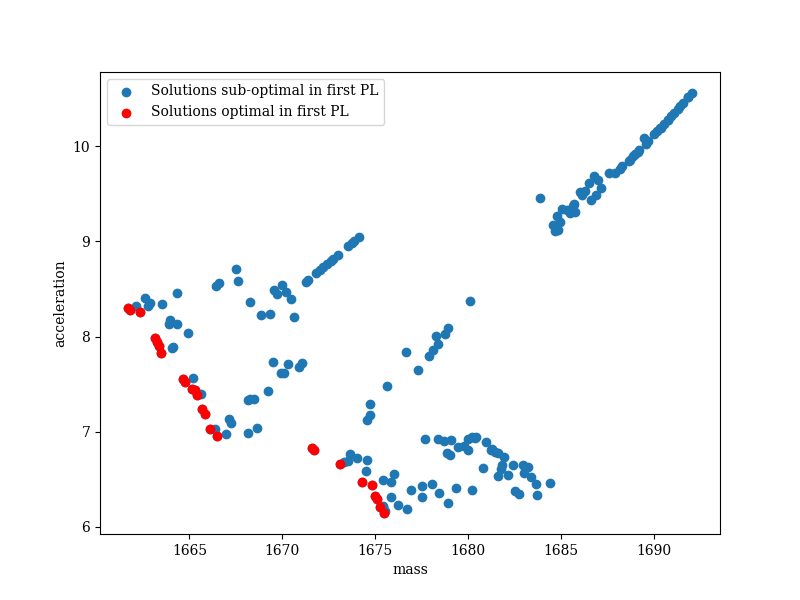 Solutions sub-optimal in first PL
Solutions optimal in first PL
10
9
8
7
6
acceleration
1665 1670 1675 1680 1685 1690
mass